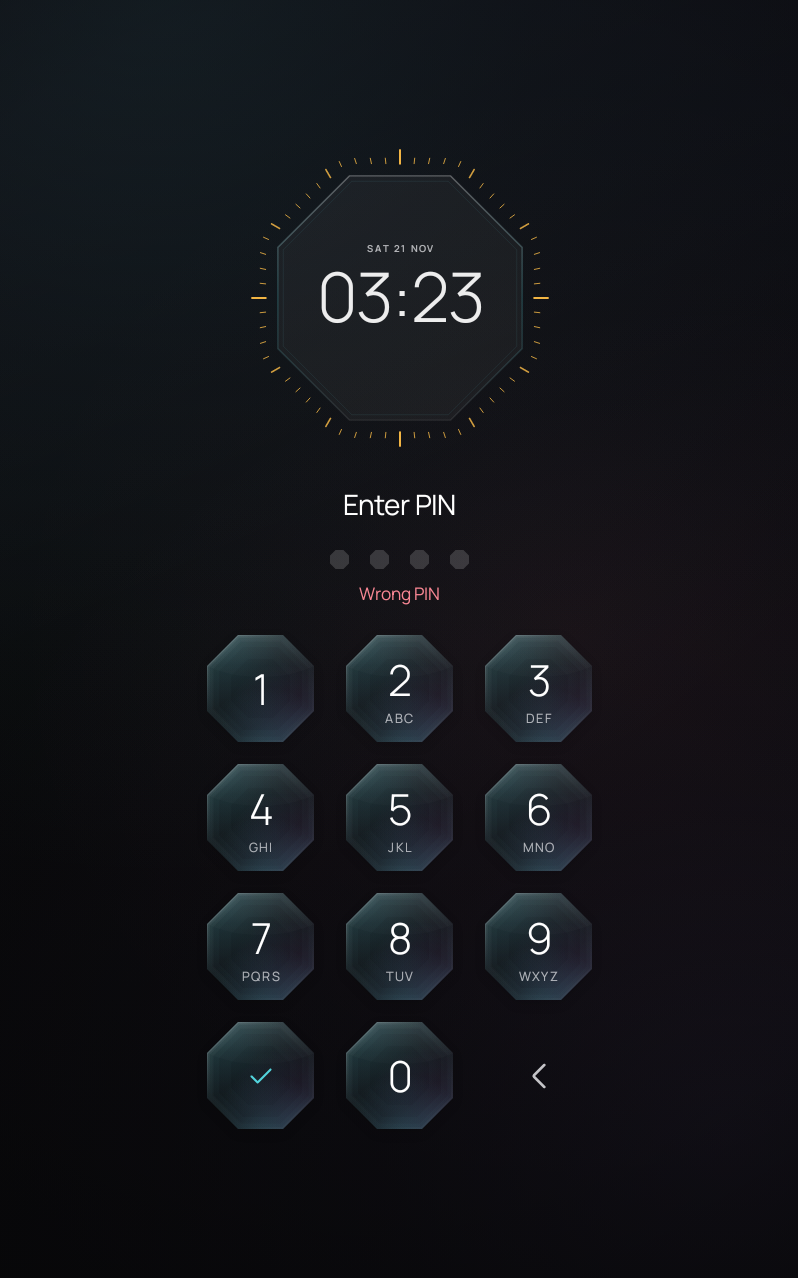 SAT 21 NOV
03:23
Enter PIN
Wrong PIN
1 2 3
ABC DEF
4 5 6
GHI JKL MNO
7 8 9
PQRS TUV WXYZ
0